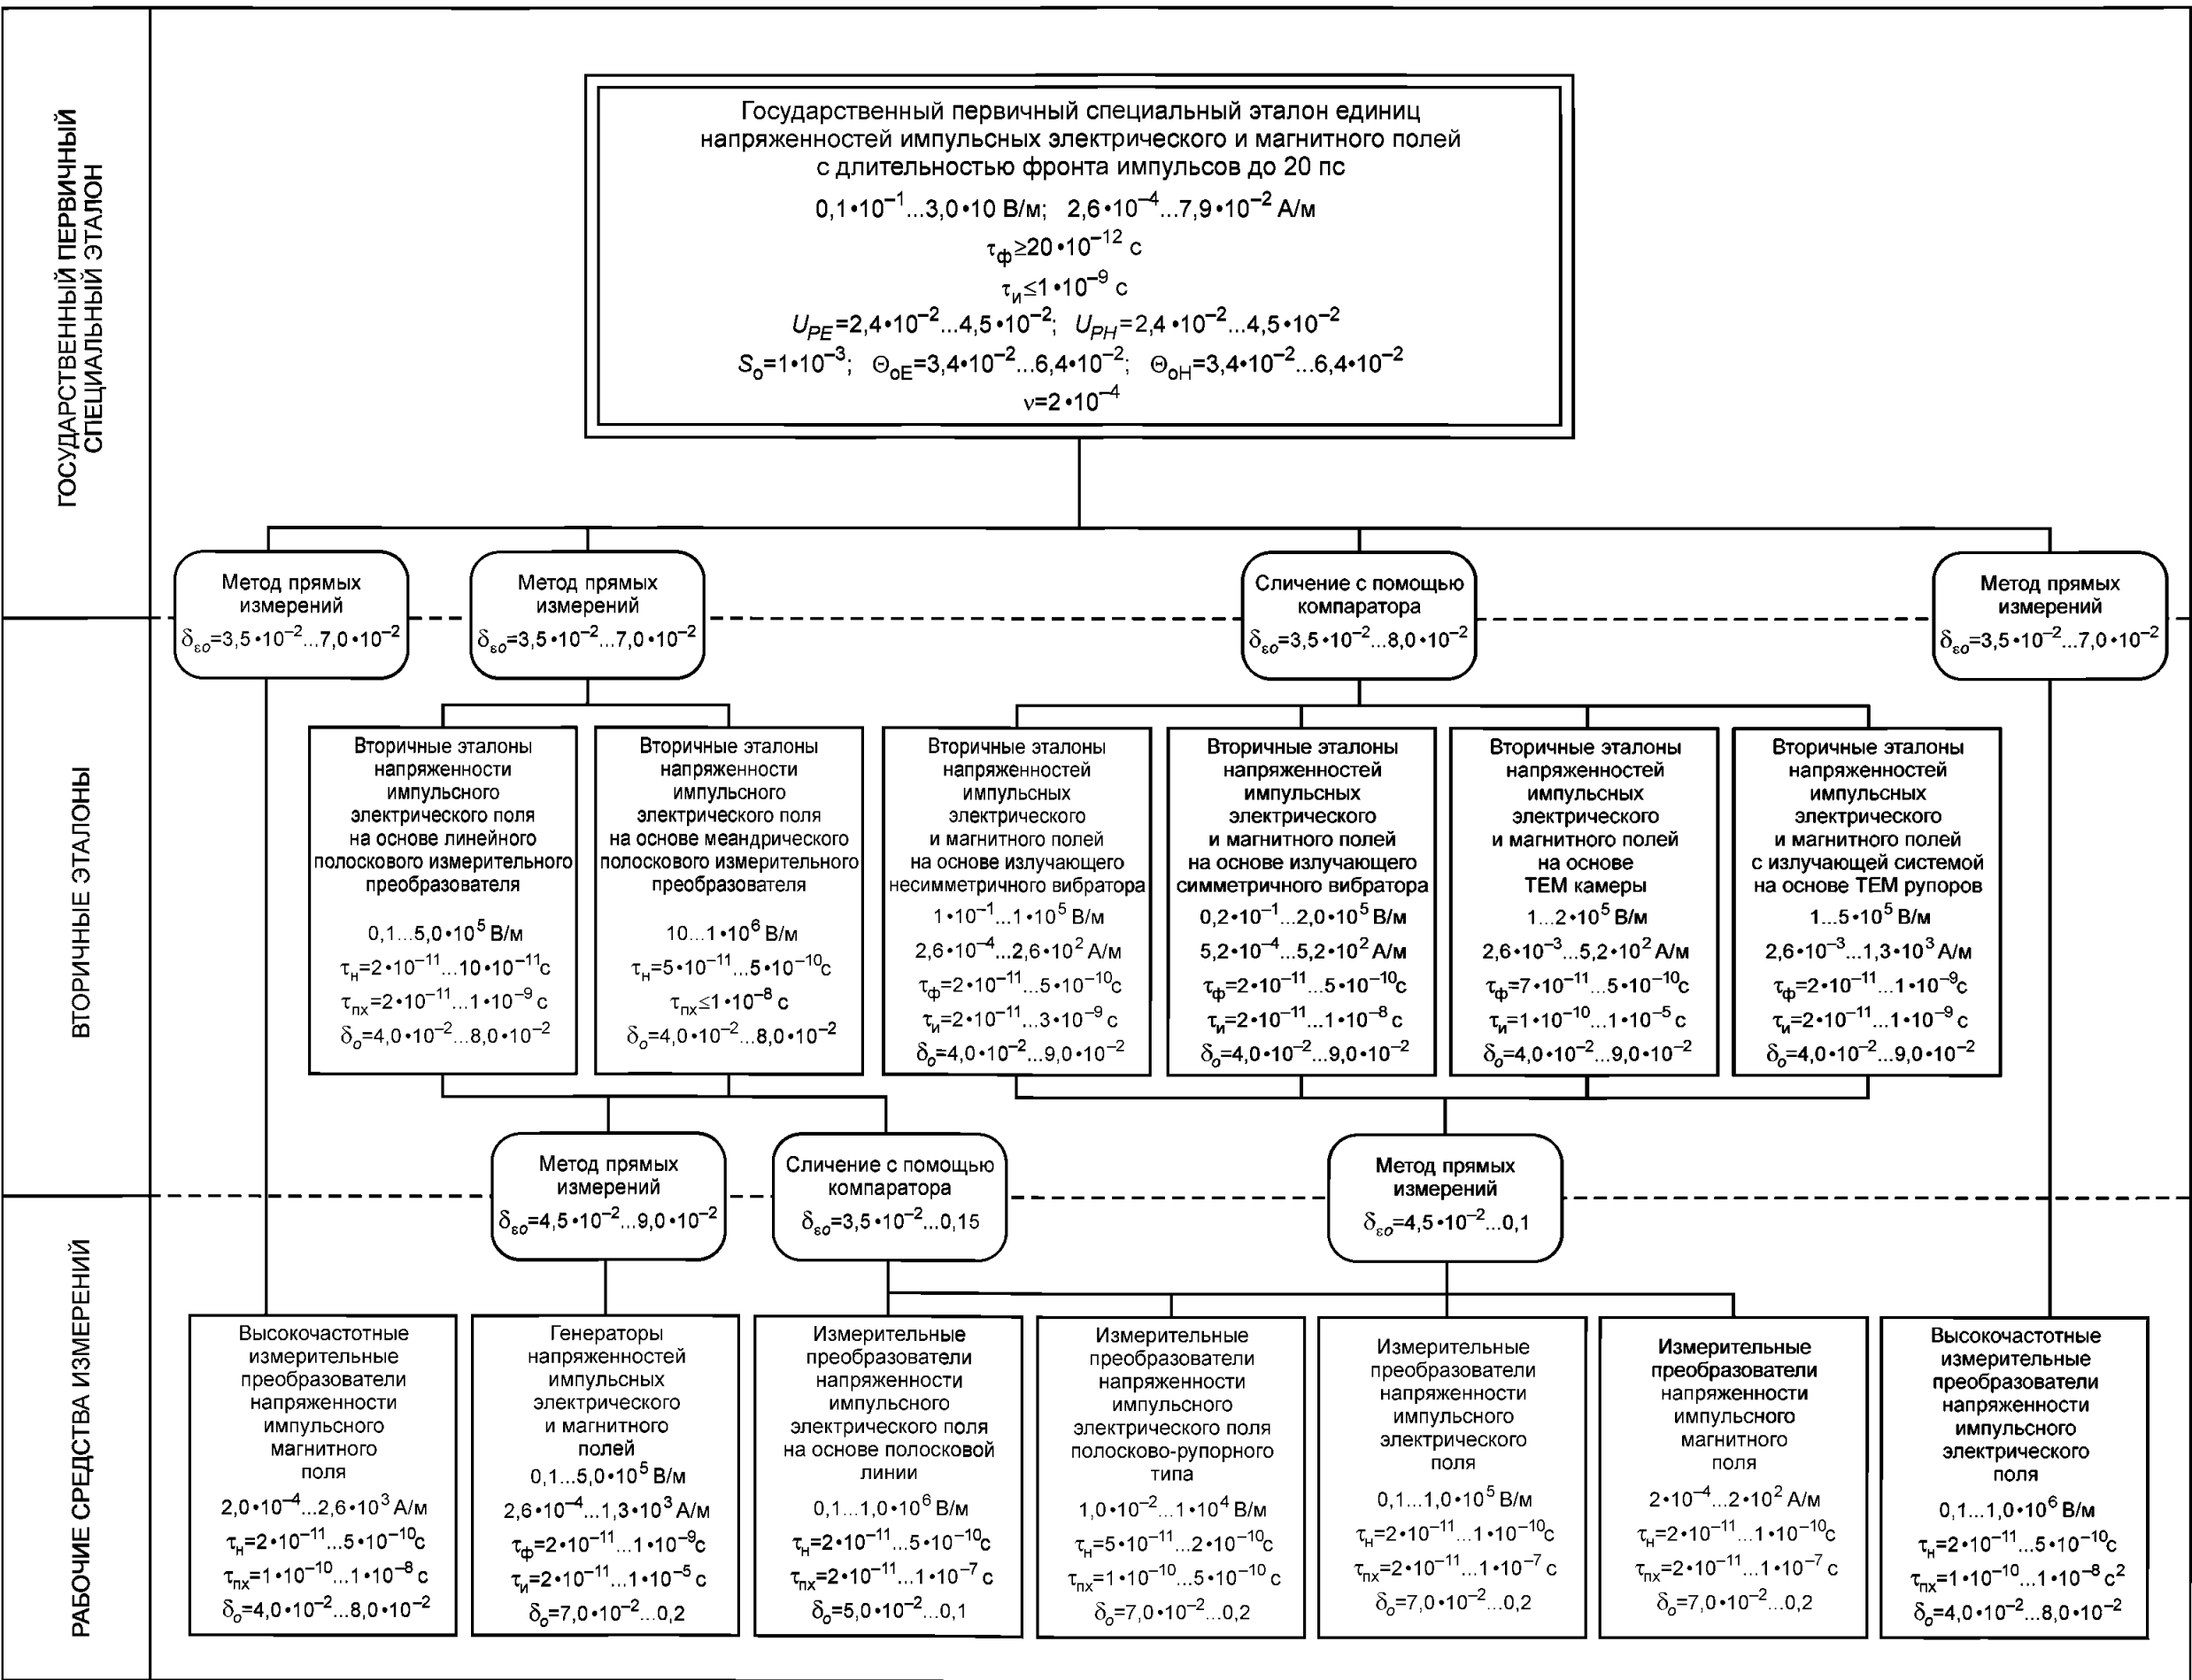 ГОСУДАРСТВЕННЫЙ ПЕРВИЧНЫЙ
СПЕЦИАЛЬНЫЙ ЭТАЛОН
Государственный первичный специальный эталон единиц
напряженностей импульсных электрического и магнитного полей
с длительностью фронта импульсов до 20 пс
0,1•10⁻¹...3,0•10 В/м; 2,6•10⁻⁴...7,9•10⁻² А/м
τф≥20•10⁻¹² с
τи≤1•10⁻⁹ с
U_PE=2,4•10⁻²...4,5•10⁻²; U_PH=2,4•10⁻²...4,5•10⁻²
Sₒ=1•10⁻³; ΘₒE=3,4•10⁻²...6,4•10⁻²; ΘₒH=3,4•10⁻²...6,4•10⁻²
ν=2•10⁻⁴
Метод прямых
измерений
δεₒ=3,5•10⁻²...7,0•10⁻²
Метод прямых
измерений
δεₒ=3,5•10⁻²...7,0•10⁻²
Сличение с помощью
компаратора
δεₒ=3,5•10⁻²...8,0•10⁻²
Метод прямых
измерений
δεₒ=3,5•10⁻²...7,0•10⁻²
ВТОРИЧНЫЕ ЭТАЛОНЫ
Вторичные эталоны
напряженности
импульсного
электрического поля
на основе линейного
полоскового измерительного
преобразователя
0,1...5,0•10⁵ В/м
τн=2•10⁻¹¹...10•10⁻¹¹с
τпх=2•10⁻¹¹...1•10⁻⁹ с
δₒ=4,0•10⁻²...8,0•10⁻²
Вторичные эталоны
напряженности
импульсного
электрического поля
на основе меандрического
полоскового измерительного
преобразователя
10...1•10⁶ В/м
τн=5•10⁻¹¹...5•10⁻¹⁰с
τпх≤1•10⁻⁸ с
δₒ=4,0•10⁻²...8,0•10⁻²
Вторичные эталоны
напряженностей
импульсных
электрического
и магнитного полей
на основе излучающего
несимметричного вибратора
1•10⁻¹...1•10⁵ В/м
2,6•10⁻⁴...2,6•10² А/м
τф=2•10⁻¹¹...5•10⁻¹⁰с
τи=2•10⁻¹¹...3•10⁻⁹ с
δₒ=4,0•10⁻²...9,0•10⁻²
Вторичные эталоны
напряженностей
импульсных
электрического
и магнитного полей
на основе излучающего
симметричного вибратора
0,2•10⁻¹...2,0•10⁵ В/м
5,2•10⁻⁴...5,2•10² А/м
τф=2•10⁻¹¹...5•10⁻¹⁰с
τи=2•10⁻¹¹...1•10⁻⁸ с
δₒ=4,0•10⁻²...9,0•10⁻²
Вторичные эталоны
напряженностей
импульсных
электрического
и магнитного полей
на основе
ТЕМ камеры
1...2•10⁵ В/м
2,6•10⁻³...5,2•10² А/м
τф=7•10⁻¹¹...5•10⁻¹⁰с
τи=1•10⁻¹⁰...1•10⁻⁵ с
δₒ=4,0•10⁻²...9,0•10⁻²
Вторичные эталоны
напряженностей
импульсных
электрического
и магнитного полей
с излучающей системой
на основе ТЕМ рупоров
1...5•10⁵ В/м
2,6•10⁻³...1,3•10³ А/м
τф=2•10⁻¹¹...1•10⁻⁹с
τи=2•10⁻¹¹...1•10⁻⁹ с
δₒ=4,0•10⁻²...9,0•10⁻²
Метод прямых
измерений
δεₒ=4,5•10⁻²...9,0•10⁻²
Сличение с помощью
компаратора
δεₒ=3,5•10⁻²...0,15
Метод прямых
измерений
δεₒ=4,5•10⁻²...0,1
РАБОЧИЕ СРЕДСТВА ИЗМЕРЕНИЙ
Высокочастотные
измерительные
преобразователи
напряженности
импульсного
магнитного
поля
2,0•10⁻⁴...2,6•10³ А/м
τн=2•10⁻¹¹...5•10⁻¹⁰с
τпх=1•10⁻¹⁰...1•10⁻⁸ с
δₒ=4,0•10⁻²...8,0•10⁻²
Генераторы
напряженностей
импульсных
электрического
и магнитного
полей
0,1...5,0•10⁵ В/м
2,6•10⁻⁴...1,3•10³ А/м
τф=2•10⁻¹¹...1•10⁻⁹с
τи=2•10⁻¹¹...1•10⁻⁵ с
δₒ=7,0•10⁻²...0,2
Измерительные
преобразователи
напряженности
импульсного
электрического поля
на основе полосковой
линии
0,1...1,0•10⁶ В/м
τн=2•10⁻¹¹...5•10⁻¹⁰с
τпх=2•10⁻¹¹...1•10⁻⁷ с
δₒ=5,0•10⁻²...0,1
Измерительные
преобразователи
напряженности
импульсного
электрического поля
полосково-рупорного
типа
1,0•10⁻²...1•10⁴ В/м
τн=5•10⁻¹¹...2•10⁻¹⁰с
τпх=1•10⁻¹⁰...5•10⁻¹⁰ с
δₒ=7,0•10⁻²...0,2
Измерительные
преобразователи
напряженности
импульсного
электрического
поля
0,1...1,0•10⁵ В/м
τн=2•10⁻¹¹...1•10⁻¹⁰с
τпх=2•10⁻¹¹...1•10⁻⁷ с
δₒ=7,0•10⁻²...0,2
Измерительные
преобразователи
напряженности
импульсного
магнитного
поля
2•10⁻⁴...2•10² А/м
τн=2•10⁻¹¹...1•10⁻¹⁰с
τпх=2•10⁻¹¹...1•10⁻⁷ с
δₒ=7,0•10⁻²...0,2
Высокочастотные
измерительные
преобразователи
напряженности
импульсного
электрического
поля
0,1...1,0•10⁶ В/м
τн=2•10⁻¹¹...5•10⁻¹⁰с
τпх=1•10⁻¹⁰...1•10⁻⁸ с²
δₒ=4,0•10⁻²...8,0•10⁻²